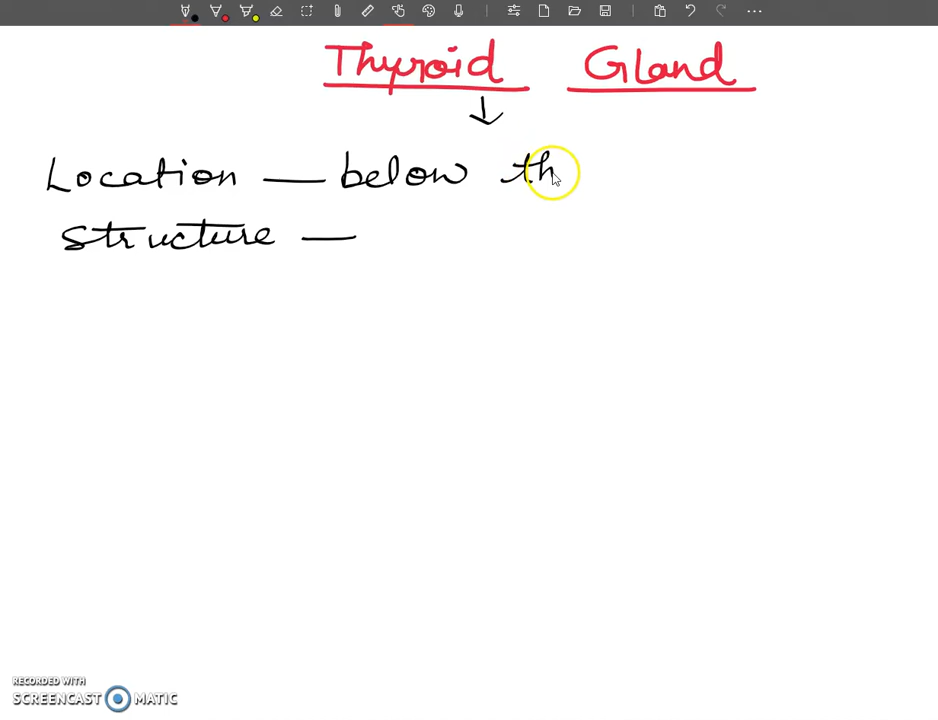 Thyroid Gland
↓
Location — below th
Structure —
RECORDED WITH
SCREENCAST MATIC